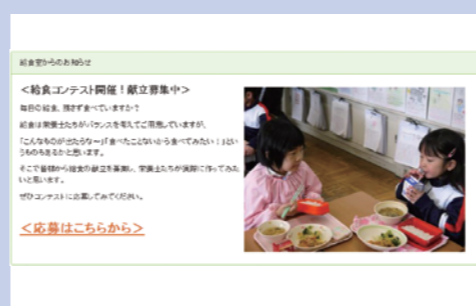 給食室からのお知らせ
＜給食コンテスト開催！献立募集中＞
毎日の給食、残さず食べていますか？
給食は栄養士たちがバランスを考えてご用意していますが、
「こんなものが出たらな～」「食べたことないから食べてみたい！」とい
うものもあるかと思います。
そこで皆様から給食の献立を募集し、栄養士たちが実際に作ってみた
いと思います。
ぜひコンテストに応募してみてください。
＜応募はこちらから＞